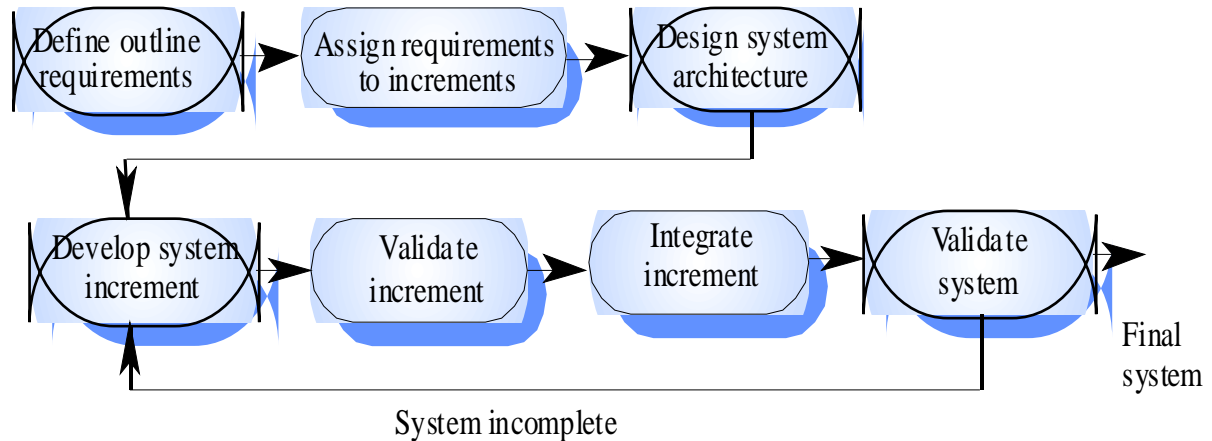 Define outline
requirements
Assign requirements
to increments
Design system
architecture
Develop system
increment
Validate
increment
Integrate
increment
Validate
system
Final
system
System incomplete